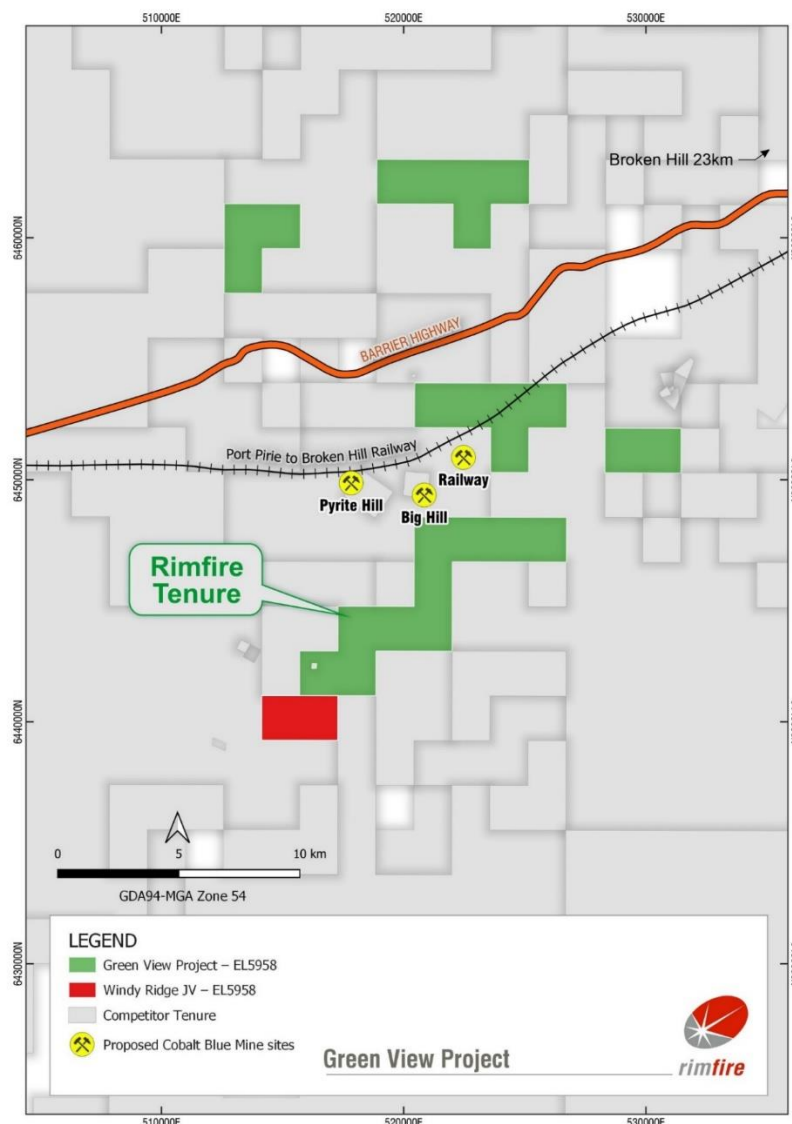 510000E
520000E
530000E
Broken Hill 23km
6460000N
BARRIER HIGHWAY
Port Pirie to Broken Hill Railway
Railway
6450000N
Pyrite Hill
Big Hill
Rimfire
Tenure
6440000N
0 5 10 km
GDA94-MGA Zone 54
LEGEND
Green View Project – EL5958
6430000N
Windy Ridge JV – EL5958
Competitor Tenure
Proposed Cobalt Blue Mine sites
Green View Project
rimfire
510000E
520000E
530000E